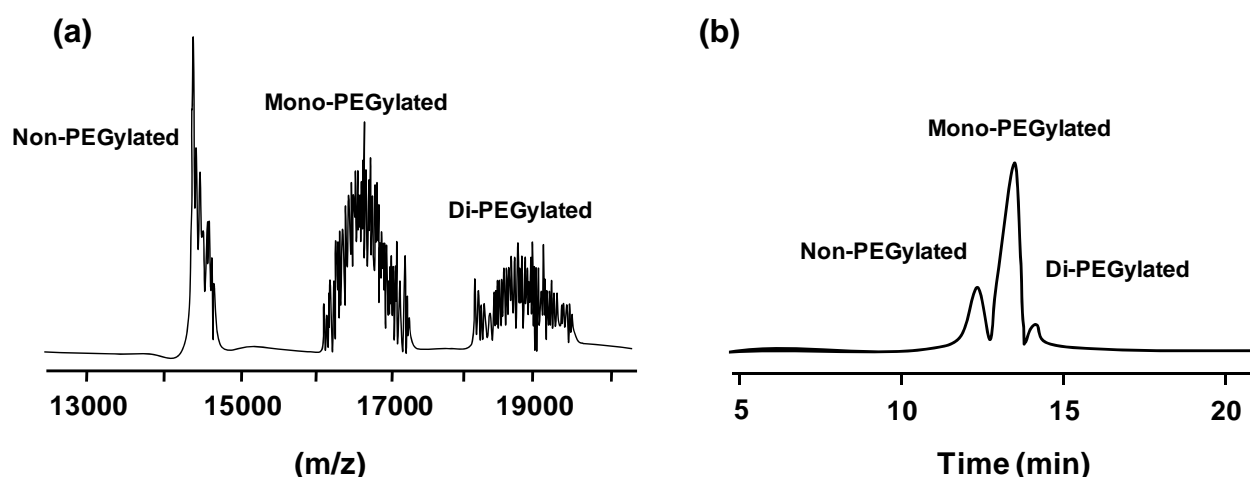 (a)
Non-PEGylated
Mono-PEGylated
Di-PEGylated
13000 15000 17000 19000
(m/z)
(b)
Mono-PEGylated
Non-PEGylated
Di-PEGylated
5 10 15 20
Time (min)